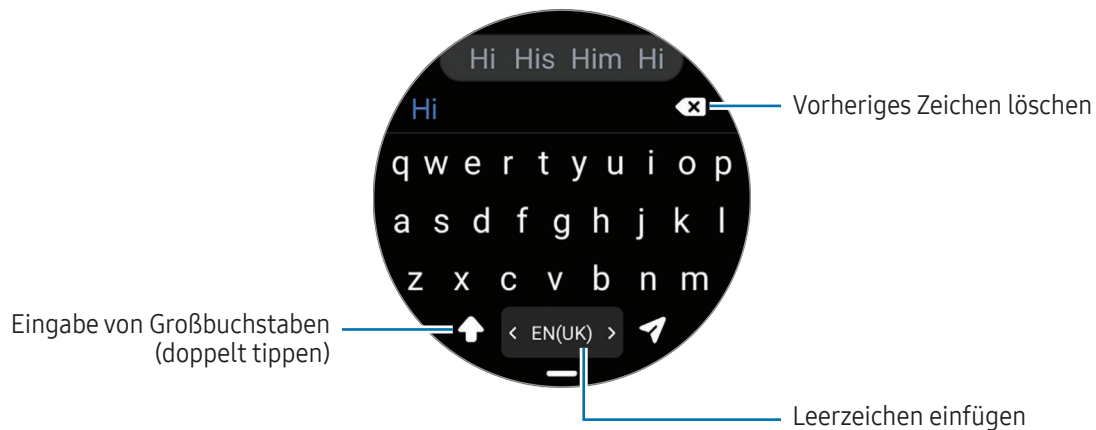 Hi His Him Hi
Hi
Vorheriges Zeichen löschen
q w e r t y u i o p
a s d f g h j k l
z x c v b n m
Eingabe von Großbuchstaben
(doppelt tippen)
< EN(UK) >
Leerzeichen einfügen